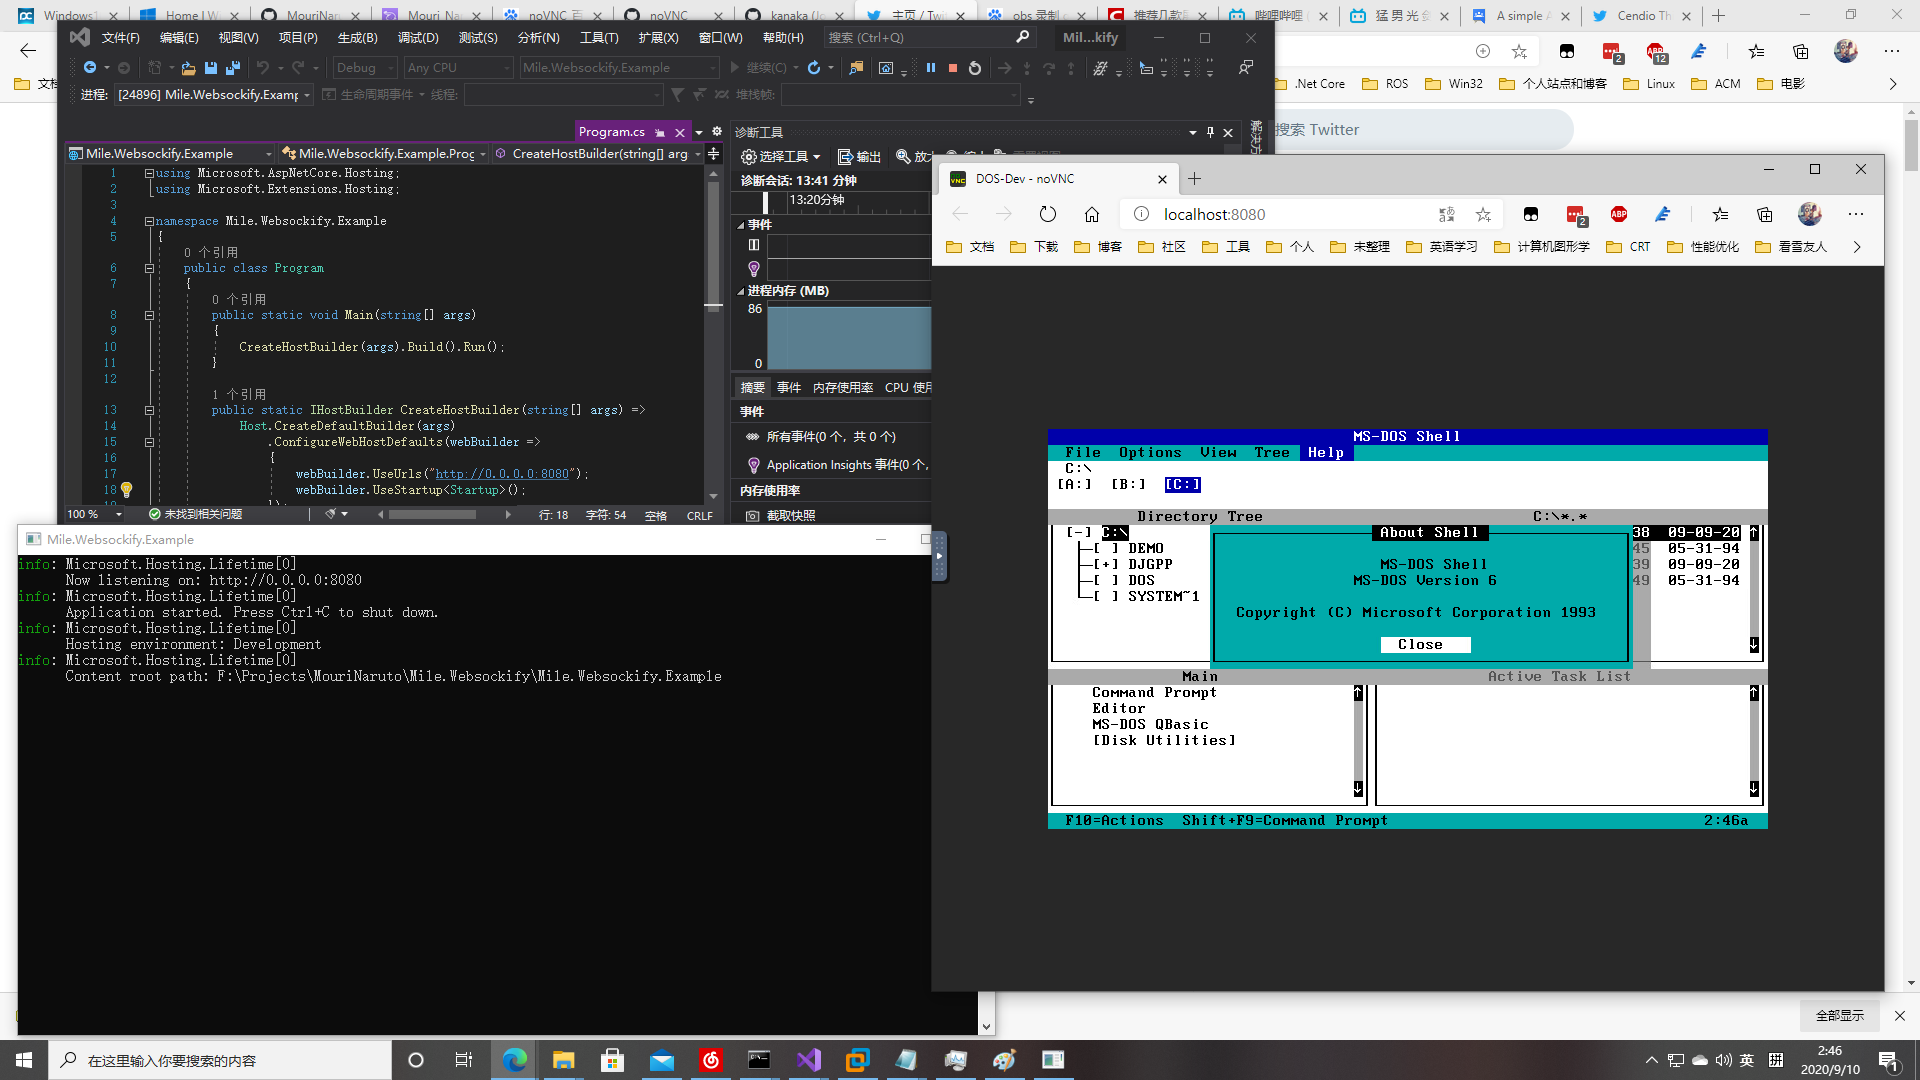 Windows1
Home | W
MouriNar
Mouri_Na
noVNC 百
noVNC
kanaka (Jo
主页 / Twit
obs 录制
推荐几款
哔哩哔哩 (
猛 男 光 剑
A simple A
Cendio Th
文件(F)
编辑(E)
视图(V)
项目(P)
生成(B)
调试(D)
测试(S)
分析(N)
工具(T)
扩展(X)
窗口(W)
帮助(H)
搜索 (Ctrl+Q)
Mil...kify
Debug
Any CPU
Mile.Websockify.Example
继续(C)
进程:
[24896] Mile.Websockify.Examp
生命周期事件
线程:
堆栈帧:
文档
.Net Core
ROS
Win32
个人站点和博客
Linux
ACM
电影
搜索 Twitter
Program.cs
Mile.Websockify.Example
Mile.Websockify.Example.Prog
CreateHostBuilder(string[] arg
1 using Microsoft.AspNetCore.Hosting;
2 using Microsoft.Extensions.Hosting;
3
4 namespace Mile.Websockify.Example
5 {
0 个引用
6 public class Program
7 {
0 个引用
8 public static void Main(string[] args)
9 {
10 CreateHostBuilder(args).Build().Run();
11 }
12
1 个引用
13 public static IHostBuilder CreateHostBuilder(string[] args) =>
14 Host.CreateDefaultBuilder(args)
15 .ConfigureWebHostDefaults(webBuilder =>
16 {
17 webBuilder.UseUrls("http://0.0.0.0:8080");
18 webBuilder.UseStartup<Startup>();
100 %
未找到相关问题
行: 18
字符: 54
空格
CRLF
诊断工具
选择工具
输出
放大
诊断会话: 13:41 分钟
13:20分钟
事件
进程内存 (MB)
86
0
摘要
事件
内存使用率
CPU 使用
事件
所有事件(0 个，共 0 个)
Application Insights 事件(0 个,
内存使用率
截取快照
Mile.Websockify.Example
info: Microsoft.Hosting.Lifetime[0]
Now listening on: http://0.0.0.0:8080
info: Microsoft.Hosting.Lifetime[0]
Application started. Press Ctrl+C to shut down.
info: Microsoft.Hosting.Lifetime[0]
Hosting environment: Development
info: Microsoft.Hosting.Lifetime[0]
Content root path: F:\Projects\MouriNaruto\Mile.Websockify\Mile.Websockify.Example
DOS-Dev - noVNC
localhost:8080
文档
下载
博客
社区
工具
个人
未整理
英语学习
计算机图形学
CRT
性能优化
看雪友人
MS-DOS Shell
File Options View Tree Help
C:\
[A:] [B:] [C:]
Directory Tree
C:\*.*
[-] C:\
[ ] DEMO
[+] DJGPP
[ ] DOS
[ ] SYSTEM~1
38 09-09-20
45 05-31-94
39 09-09-20
49 05-31-94
About Shell
MS-DOS Shell
MS-DOS Version 6
Copyright (C) Microsoft Corporation 1993
Close
Main
Active Task List
Command Prompt
Editor
MS-DOS QBasic
[Disk Utilities]
F10=Actions Shift+F9=Command Prompt
2:46a
全部显示
在这里输入你要搜索的内容
英
拼
2:46
2020/9/10
1